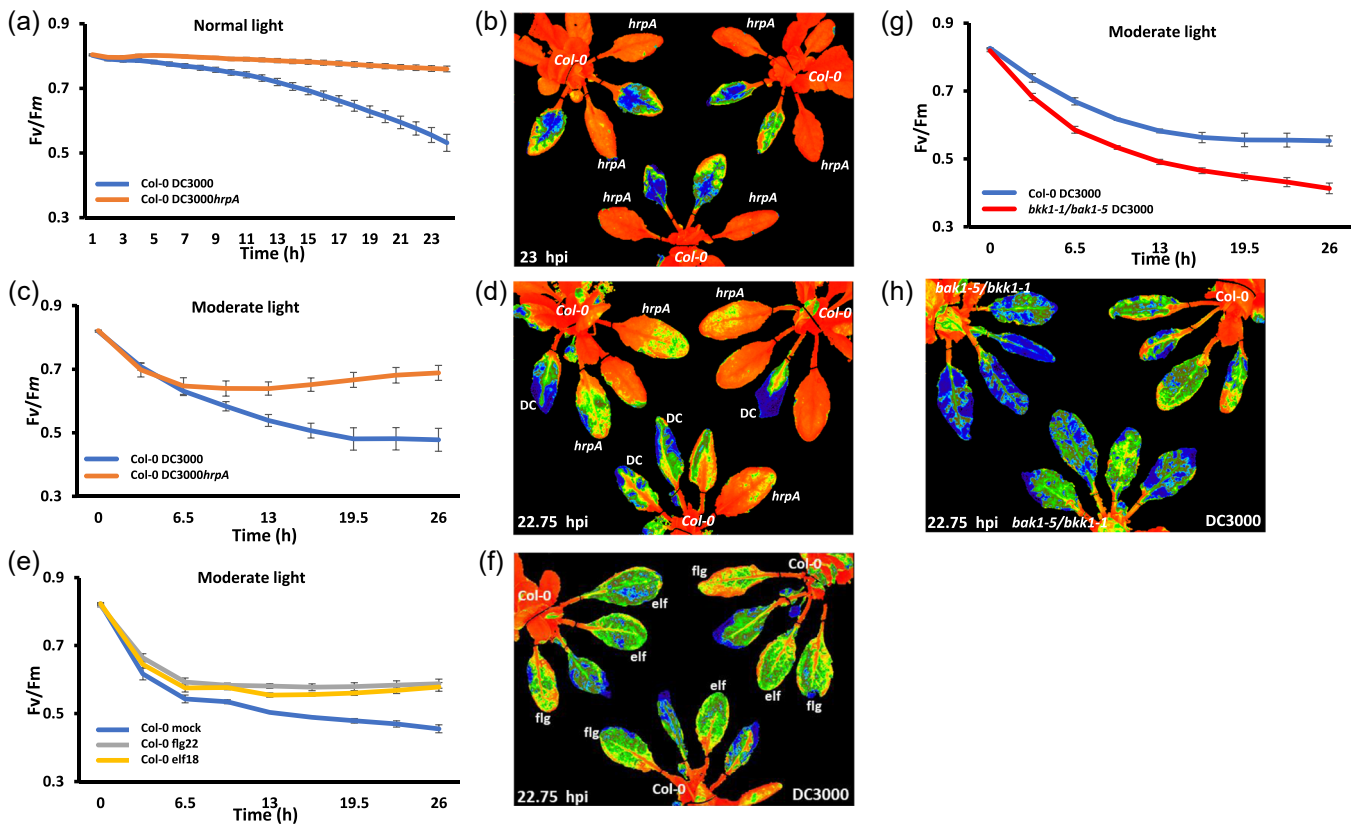 (a)
Normal light
0.9
0.7
0.5
0.3
Fv/Fm
Col-0 DC3000
Col-0 DC3000hrpA
1 3 5 7 9 11 13 15 17 19 21 23
Time (h)
(b)
hrpA
hrpA
Col-0
Col-0
hrpA
hrpA
hrpA
hrpA
Col-0
23 hpi
(g)
Moderate light
0.9
0.7
0.5
0.3
Fv/Fm
Col-0 DC3000
bkk1-1/bak1-5 DC3000
0 6.5 13 19.5 26
Time (h)
(c)
Moderate light
0.9
0.7
0.5
0.3
Fv/Fm
Col-0 DC3000
Col-0 DC3000hrpA
0 6.5 13 19.5 26
Time (h)
(d)
Col-0
hrpA
hrpA
Col-0
DC
DC
hrpA
DC
DC
hrpA
Col-0
22.75 hpi
(h)
bak1-5/bkk1-1
Col-0
22.75 hpi
bak1-5/bkk1-1
DC3000
(e)
Moderate light
0.9
0.7
0.5
0.3
Fv/Fm
Col-0 mock
Col-0 flg22
Col-0 elf18
0 6.5 13 19.5 26
Time (h)
(f)
Col-0
flg
Col-0
elf
elf
elf
elf
flg
flg
elf
flg
Col-0
22.75 hpi
DC3000